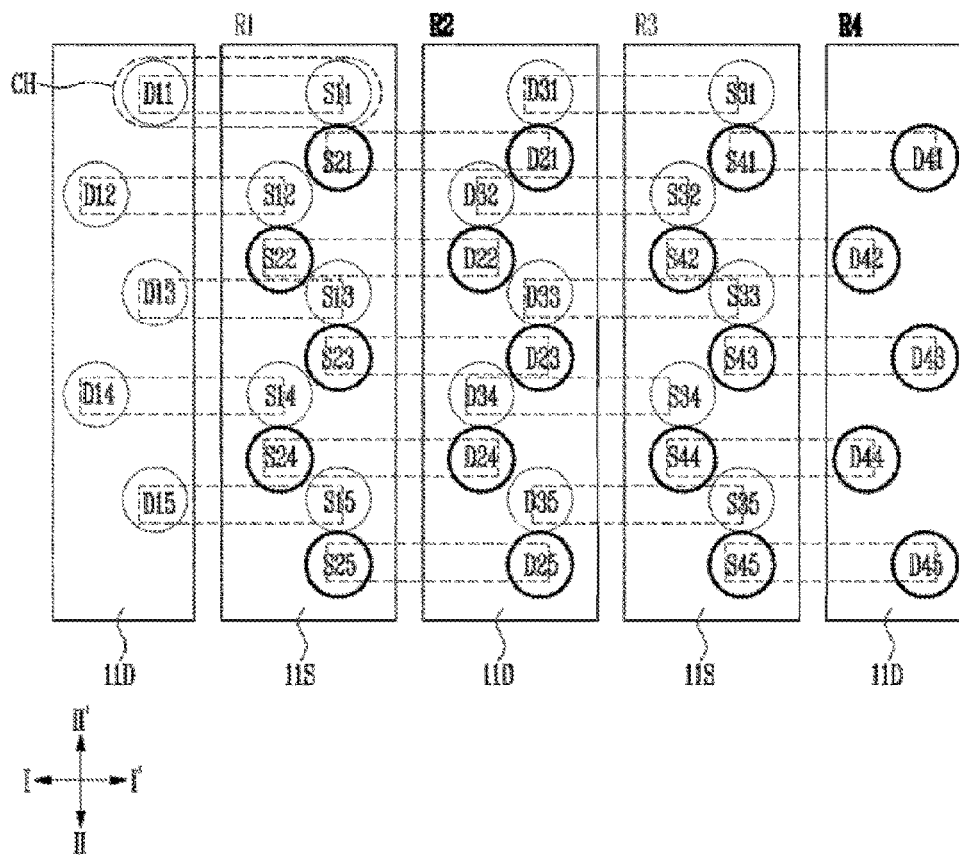 R1 R2 R3 R4
CH
D11 S11 D31 S31
S21 D21 S41 D41
D12 S12 D32 S32
S22 D22 S42 D42
D13 S13 D33 S33
S23 D23 S43 D43
D14 S14 D34 S34
S24 D24 S44 D44
D15 S15 D35 S35
S25 D25 S45 D45
11D 11S 11D 11S 11D
II'
I I'
II